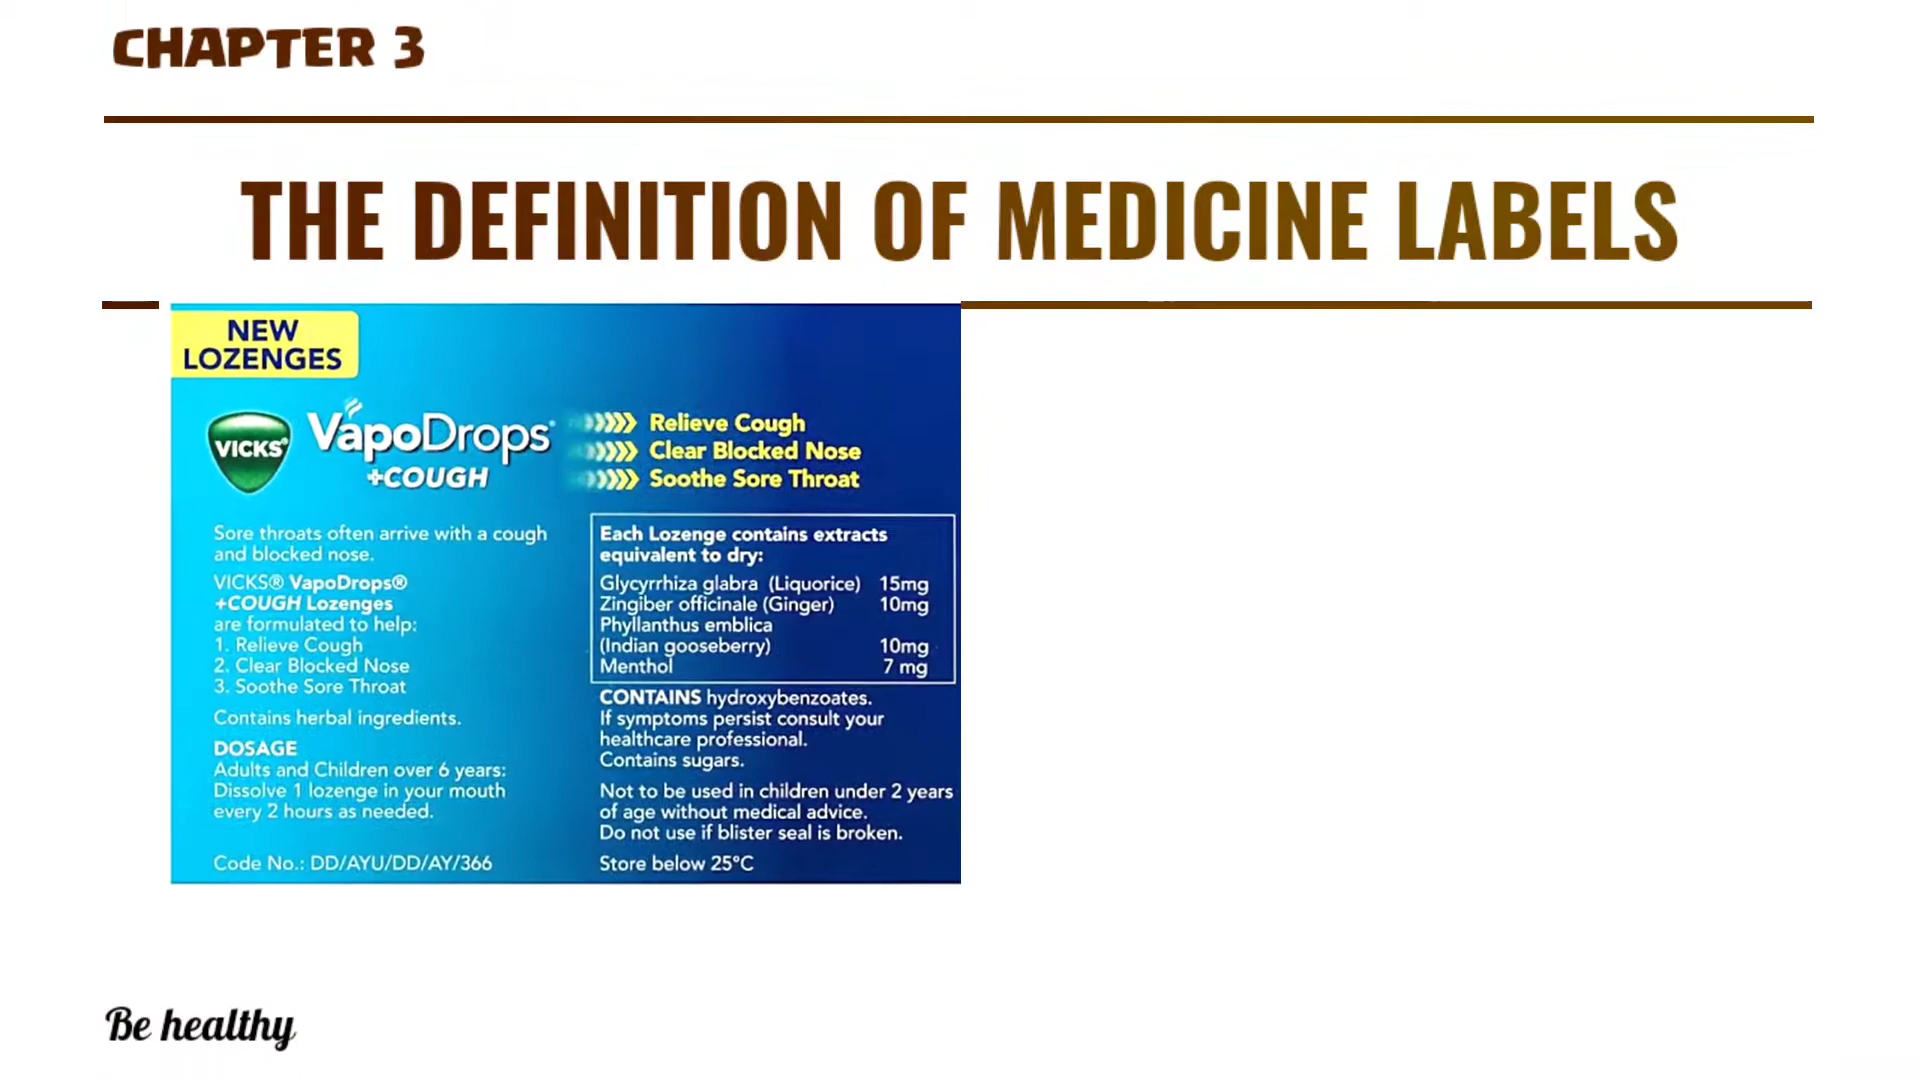 CHAPTER 3
THE DEFINITION OF MEDICINE LABELS
NEW
LOZENGES
VICKS®
VapoDrops®
+COUGH
Relieve Cough
Clear Blocked Nose
Soothe Sore Throat
Sore throats often arrive with a cough
and blocked nose.
VICKS® VapoDrops®
+COUGH Lozenges
are formulated to help:
1. Relieve Cough
2. Clear Blocked Nose
3. Soothe Sore Throat
Contains herbal ingredients.
DOSAGE
Adults and Children over 6 years:
Dissolve 1 lozenge in your mouth
every 2 hours as needed.
Code No.: DD/AYU/DD/AY/366
Each Lozenge contains extracts
equivalent to dry:
Glycyrrhiza glabra (Liquorice) 15mg
Zingiber officinale (Ginger) 10mg
Phyllanthus emblica
(Indian gooseberry) 10mg
Menthol 7 mg
CONTAINS hydroxybenzoates.
If symptoms persist consult your
healthcare professional.
Contains sugars.
Not to be used in children under 2 years
of age without medical advice.
Do not use if blister seal is broken.
Store below 25°C
Be healthy